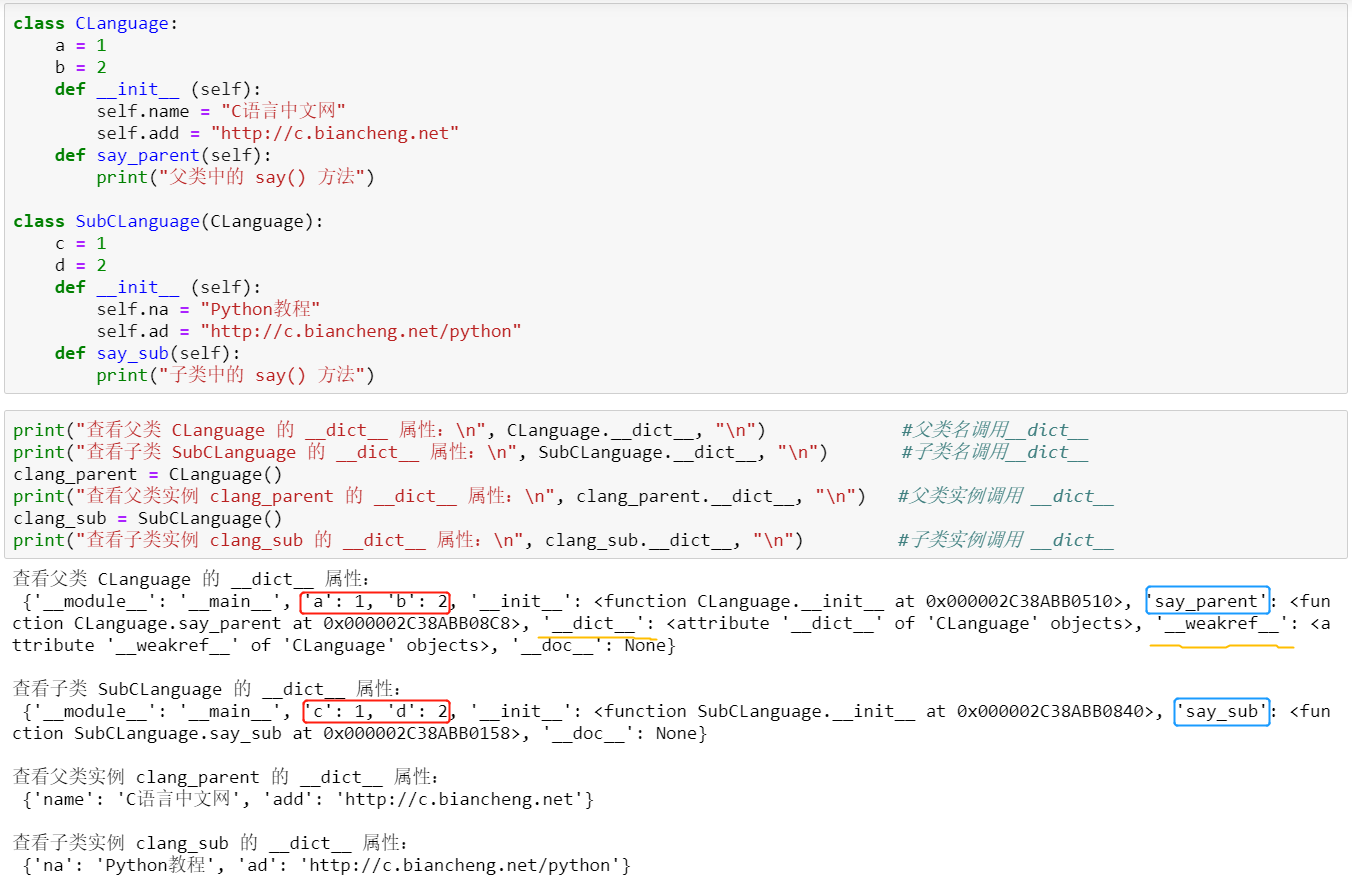 class CLanguage:
    a = 1
    b = 2
    def __init__ (self):
        self.name = "C语言中文网"
        self.add = "http://c.biancheng.net"
    def say_parent(self):
        print("父类中的 say() 方法")
class SubCLanguage(CLanguage):
    c = 1
    d = 2
    def __init__ (self):
        self.na = "Python教程"
        self.ad = "http://c.biancheng.net/python"
    def say_sub(self):
        print("子类中的 say() 方法")
print("查看父类 CLanguage 的 __dict__ 属性：\n", CLanguage.__dict__, "\n")             #父类名调用__dict__
print("查看子类 SubCLanguage 的 __dict__ 属性：\n", SubCLanguage.__dict__, "\n")       #子类名调用__dict__
clang_parent = CLanguage()
print("查看父类实例 clang_parent 的 __dict__ 属性：\n", clang_parent.__dict__, "\n")   #父类实例调用 __dict__
clang_sub = SubCLanguage()
print("查看子类实例 clang_sub 的 __dict__ 属性：\n", clang_sub.__dict__, "\n")         #子类实例调用 __dict__
查看父类 CLanguage 的 __dict__ 属性：
 {'__module__': '__main__', 'a': 1, 'b': 2, '__init__': <function CLanguage.__init__ at 0x000002C38ABB0510>, 'say_parent': <fun
ction CLanguage.say_parent at 0x000002C38ABB08C8>, '__dict__': <attribute '__dict__' of 'CLanguage' objects>, '__weakref__': <a
ttribute '__weakref__' of 'CLanguage' objects>, '__doc__': None}
查看子类 SubCLanguage 的 __dict__ 属性：
 {'__module__': '__main__', 'c': 1, 'd': 2, '__init__': <function SubCLanguage.__init__ at 0x000002C38ABB0840>, 'say_sub': <fun
ction SubCLanguage.say_sub at 0x000002C38ABB0158>, '__doc__': None}
查看父类实例 clang_parent 的 __dict__ 属性：
 {'name': 'C语言中文网', 'add': 'http://c.biancheng.net'}
查看子类实例 clang_sub 的 __dict__ 属性：
 {'na': 'Python教程', 'ad': 'http://c.biancheng.net/python'}